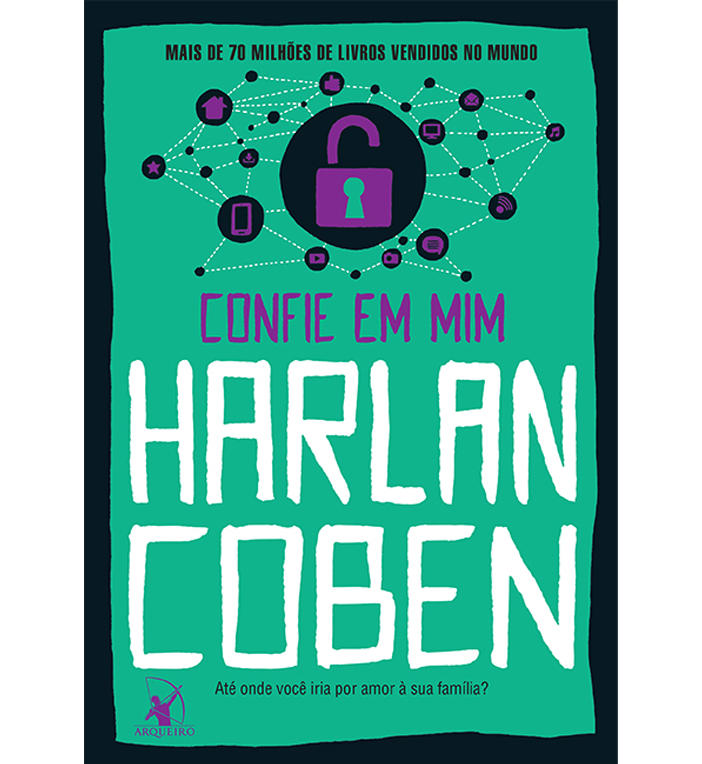 MAIS DE 70 MILHÕES DE LIVROS VENDIDOS NO MUNDO
CONFIE EM MIM
HARLAN
COBEN
Até onde você iria por amor à sua família?
ARQUEIRO